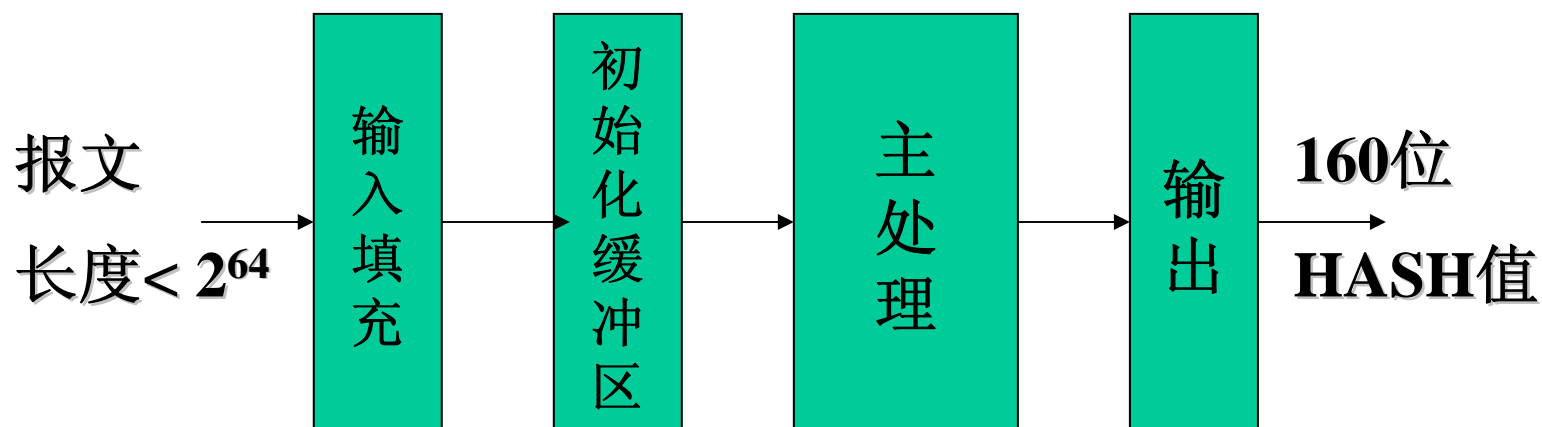 报文
长度< 2⁶⁴
输入填充
初始化缓冲区
主处理
输出
160位
HASH值